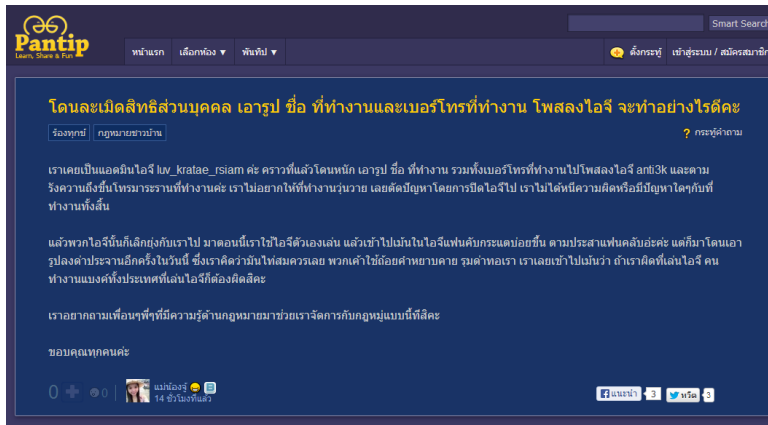 Pantip
Learn, Share & Fun
Smart Search
หน้าแรก เลือกห้อง ▼ พันทิป ▼ ตั้งกระทู้ เข้าสู่ระบบ / สมัครสมาชิก
โดนละเมิดสิทธิส่วนบุคคล เอารูป ชื่อ ที่ทำงานและเบอร์โทรที่ทำงาน โพสลงไอจี จะทำอย่างไรดีคะ
ร้องทุกข์ กฎหมายชาวบ้าน ? กระทู้คำถาม
เราเคยเป็นแอดมินไอจี luv_kratae_rsiam ค่ะ คราวที่แล้วโดนหนัก เอารูป ชื่อ ที่ทำงาน รวมทั้งเบอร์โทรที่ทำงานไปโพสลงไอจี anti3k และตาม
รังควานถึงขั้นโทรมาระรานที่ทำงานค่ะ เราไม่อยากให้ที่ทำงานวุ่นวาย เลยตัดปัญหาโดยการปิดไอจีไป เราไม่ได้หนีความผิดหรือมีปัญหาใดๆกับที่
ทำงานทั้งสิ้น
แล้วพวกไอจีนั้นก็เลิกยุ่งกับเราไป มาตอนนี้เราใช้ไอจีตัวเองเล่น แล้วเข้าไปเม้นในไอจีแฟนคับกระแตบ่อยขึ้น ตามประสาแฟนคลับอ่ะค่ะ แต่ก็มาโดนเอา
รูปลงด่าประจานอีกครั้งในวันนี้ ซึ่งเราคิดว่ามันไท่สมควรเลย พวกเค้าใช้ถ้อยคำหยาบคาย รุมด่าทอเรา เราเลยเข้าไปเม้นว่า ถ้าเราผิดที่เล่นไอจี คน
ทำงานแบงค์ทั้งประเทศที่เล่นไอจีก็ต้องผิดสิคะ
เราอยากถามเพื่อนๆพี่ๆที่มีความรู้ด้านกฎหมายมาช่วยเราจัดการกับกฎหมู่แบบนี้ทีสิคะ
ขอบคุณทุกคนค่ะ
0 0 แม่น้องจู้
14 ชั่วโมงที่แล้ว
แนะนำ 3 ทวีต 3